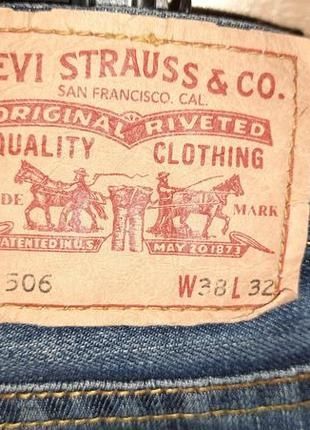 EVI STRAUSS & CO.
SAN FRANCISCO. CAL.
ORIGINAL RIVETED
QUALITY CLOTHING
DE MARK
PATENTED IN U.S MAY 20 1873
506 W38 L 32